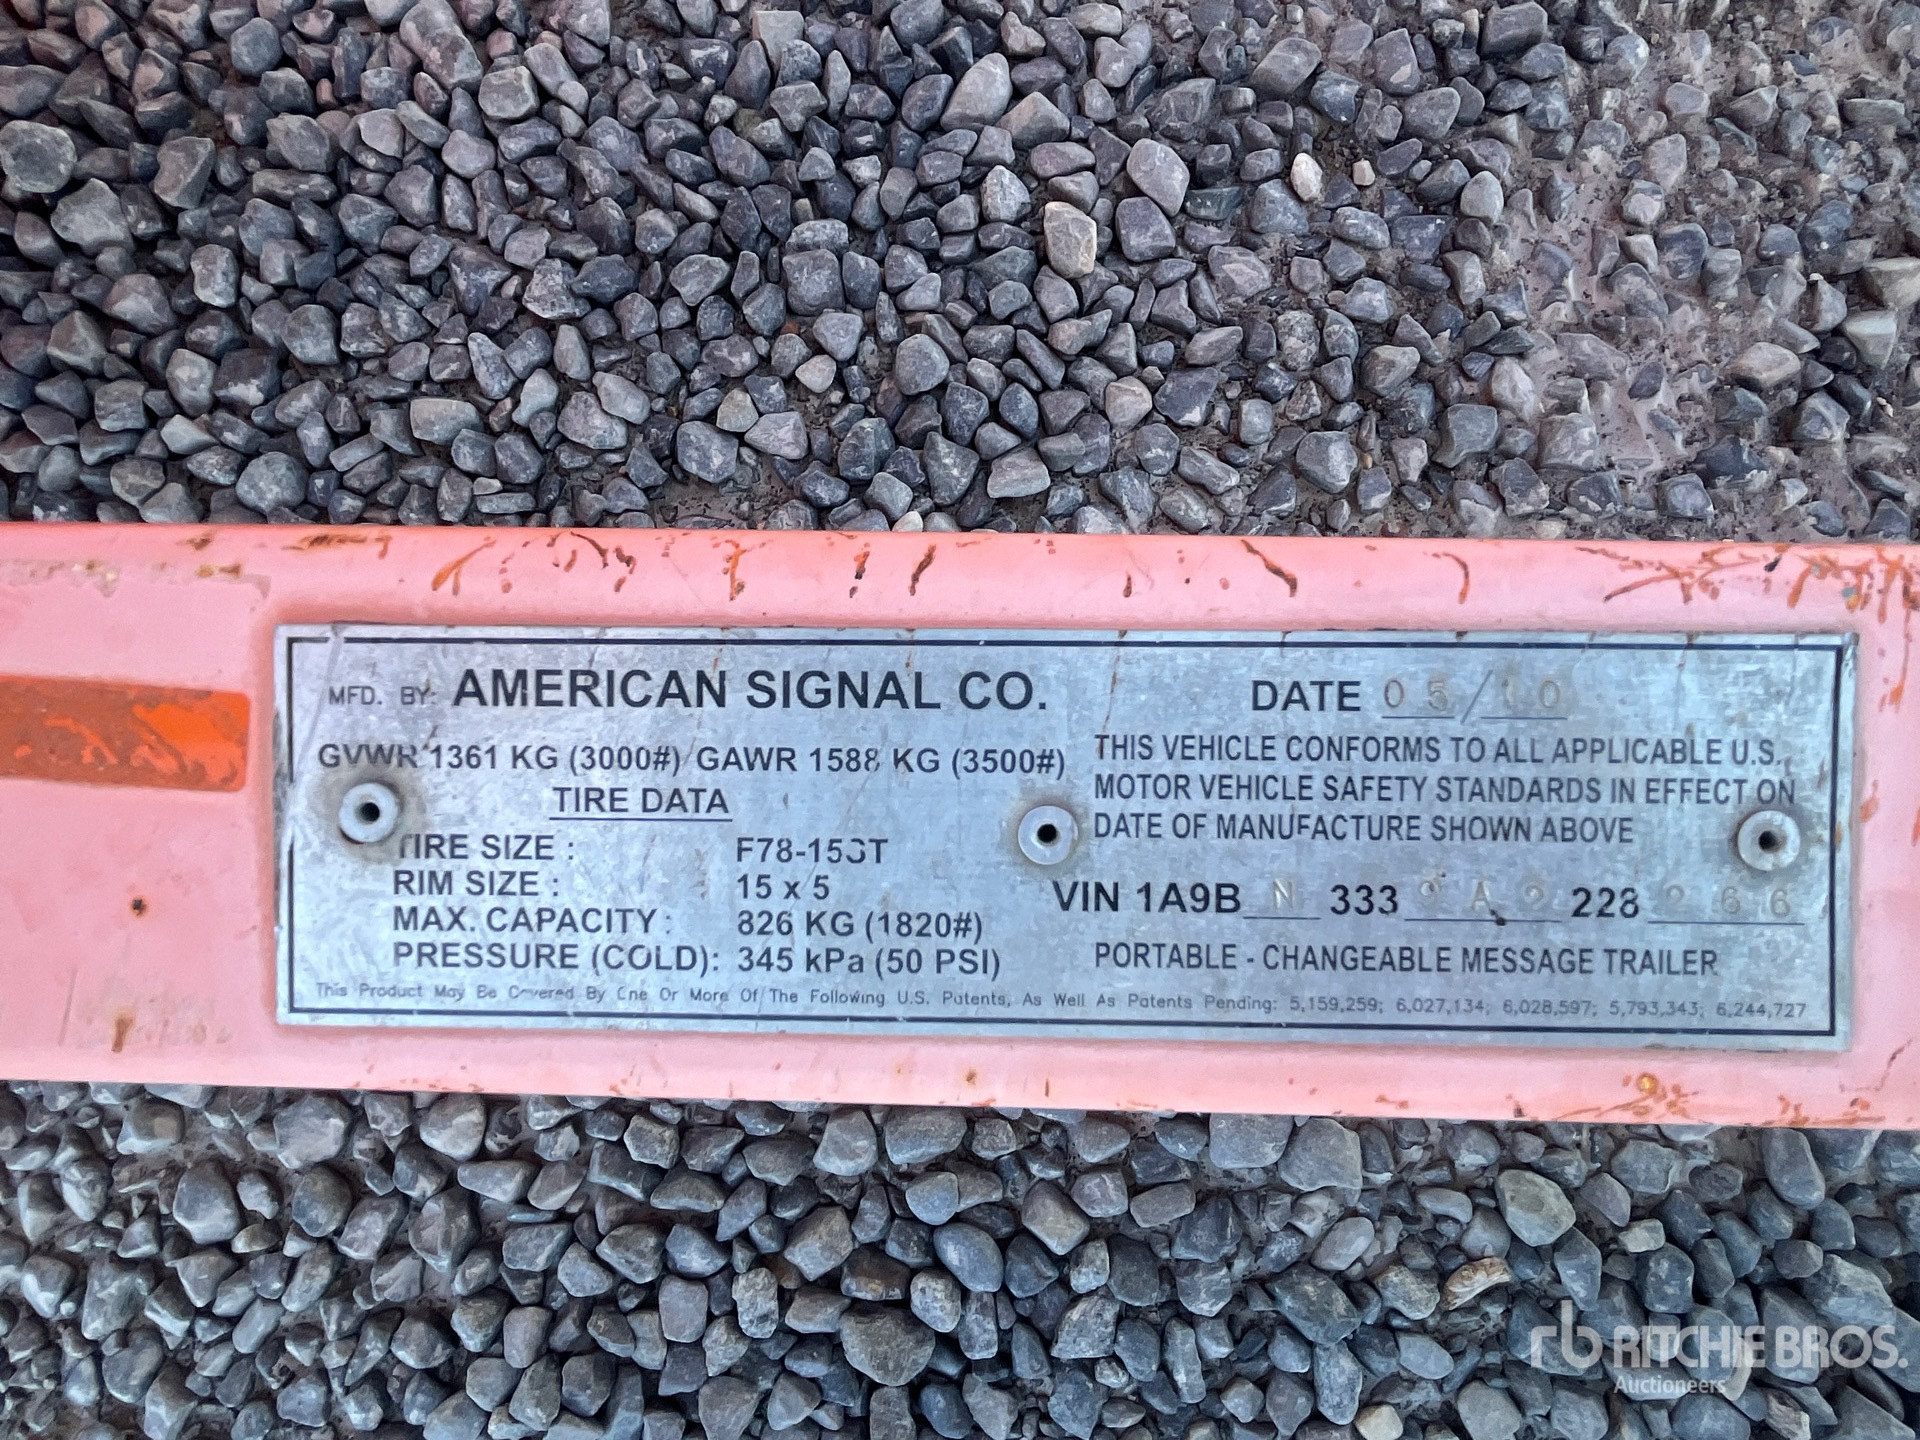 MFD. BY: AMERICAN SIGNAL CO.
DATE 05/10
GVWR 1361 KG (3000#) GAWR 1588 KG (3500#)
THIS VEHICLE CONFORMS TO ALL APPLICABLE U.S.
MOTOR VEHICLE SAFETY STANDARDS IN EFFECT ON
DATE OF MANUFACTURE SHOWN ABOVE
TIRE DATA
TIRE SIZE : F78-15ST
RIM SIZE : 15 x 5
MAX. CAPACITY : 826 KG (1820#)
PRESSURE (COLD): 345 kPa (50 PSI)
VIN 1A9B N 333 A 228 266
PORTABLE - CHANGEABLE MESSAGE TRAILER
This Product May Be Covered By One Or More Of The Following U.S. Patents, As Well As Patents Pending: 5,159,259; 6,027,134; 6,028,597; 5,793,343; 6,244,727
rb RITCHIE BROS.
Auctioneers